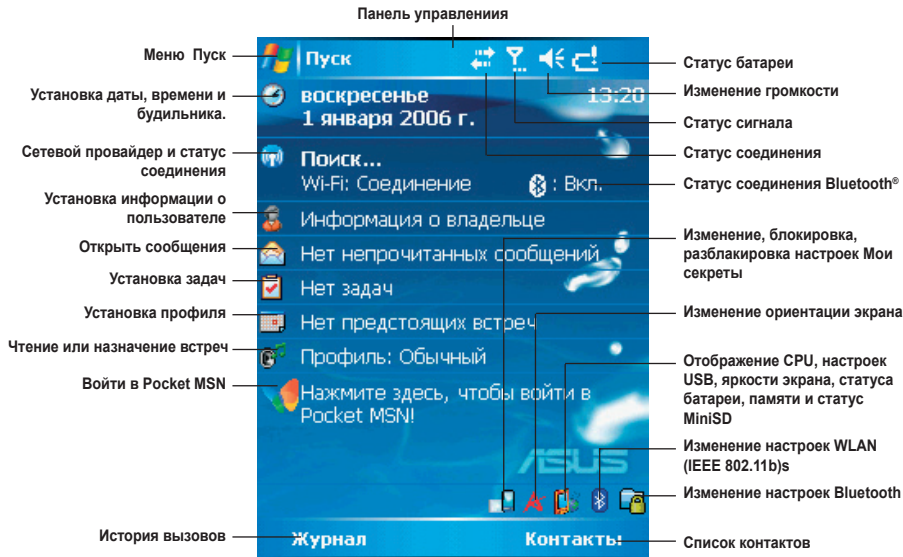 Панель управлениия
Меню Пуск
Установка даты, времени и
будильника.
Сетевой провайдер и статус
соединения
Установка информации о
пользователе
Открыть сообщения
Установка задач
Установка профиля
Чтение или назначение встреч
Войти в Pocket MSN
История вызовов
Пуск
воскресенье
13:20
1 января 2006 г.
Поиск...
Wi-Fi: Соединение : Вкл.
Информация о владельце
Нет непрочитанных сообщений
Нет задач
Нет предстоящих встреч
Профиль: Обычный
Нажмите здесь, чтобы войти в
Pocket MSN!
ASUS
Журнал
Контакты
Статус батареи
Изменение громкости
Статус сигнала
Статус соединения
Статус соединения Bluetooth®
Изменение, блокировка,
разблакировка настроек Мои
секреты
Изменение ориентации экрана
Отображение CPU, настроек
USB, яркости экрана, статуса
батареи, памяти и статус
MiniSD
Изменение настроек WLAN
(IEEE 802.11b)s
Изменение настроек Bluetooth
Список контактов